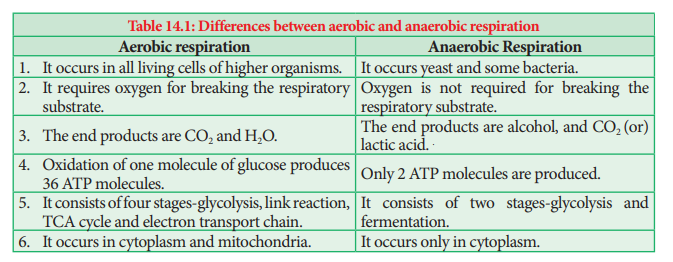 Table 14.1: Differences between aerobic and anaerobic respiration
Aerobic respiration
Anaerobic Respiration
1. It occurs in all living cells of higher organisms.
It occurs yeast and some bacteria.
2. It requires oxygen for breaking the respiratory
substrate.
Oxygen is not required for breaking the
respiratory substrate.
3. The end products are CO₂ and H₂O.
The end products are alcohol, and CO₂ (or)
lactic acid.
4. Oxidation of one molecule of glucose produces
36 ATP molecules.
Only 2 ATP molecules are produced.
5. It consists of four stages-glycolysis, link reaction,
TCA cycle and electron transport chain.
It consists of two stages-glycolysis and
fermentation.
6. It occurs in cytoplasm and mitochondria.
It occurs only in cytoplasm.